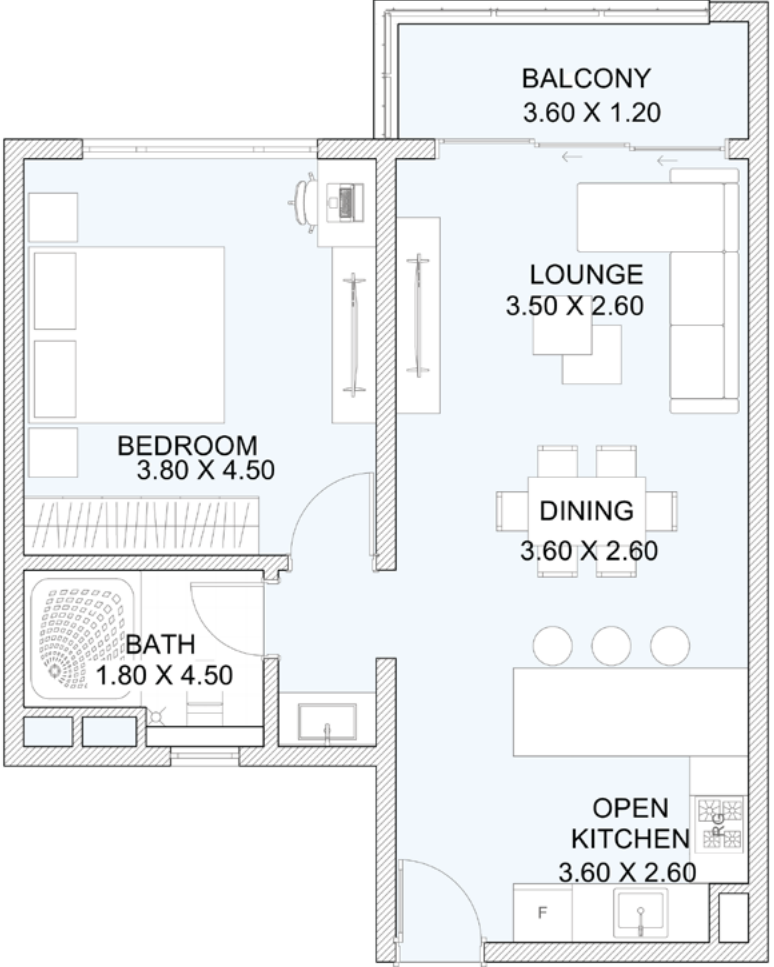 BALCONY
3.60 X 1.20
LOUNGE
3.50 X 2.60
BEDROOM
3.80 X 4.50
DINING
3.60 X 2.60
BATH
1.80 X 4.50
OPEN
KITCHEN
RG
3.60 X 2.60
F